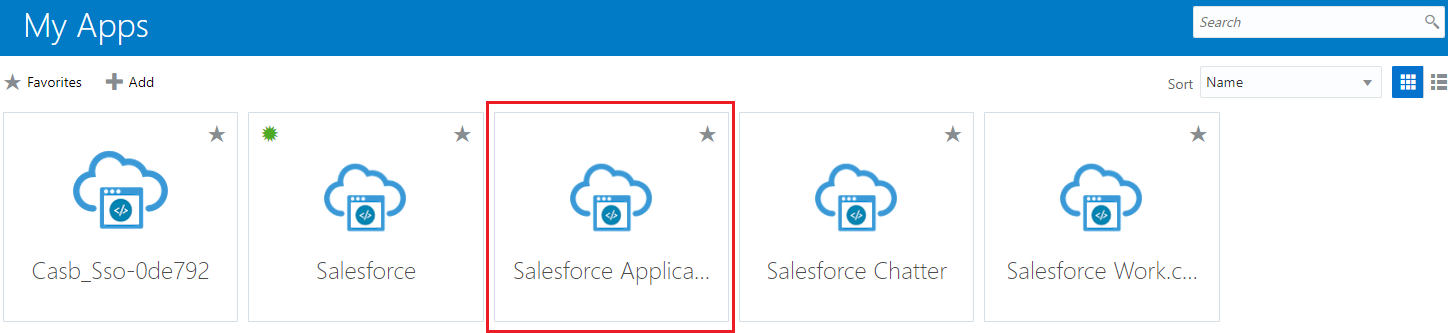 My Apps
Search
Favorites Add
Sort Name
Casb_Sso-0de792 Salesforce Salesforce Applica... Salesforce Chatter Salesforce Work.c...